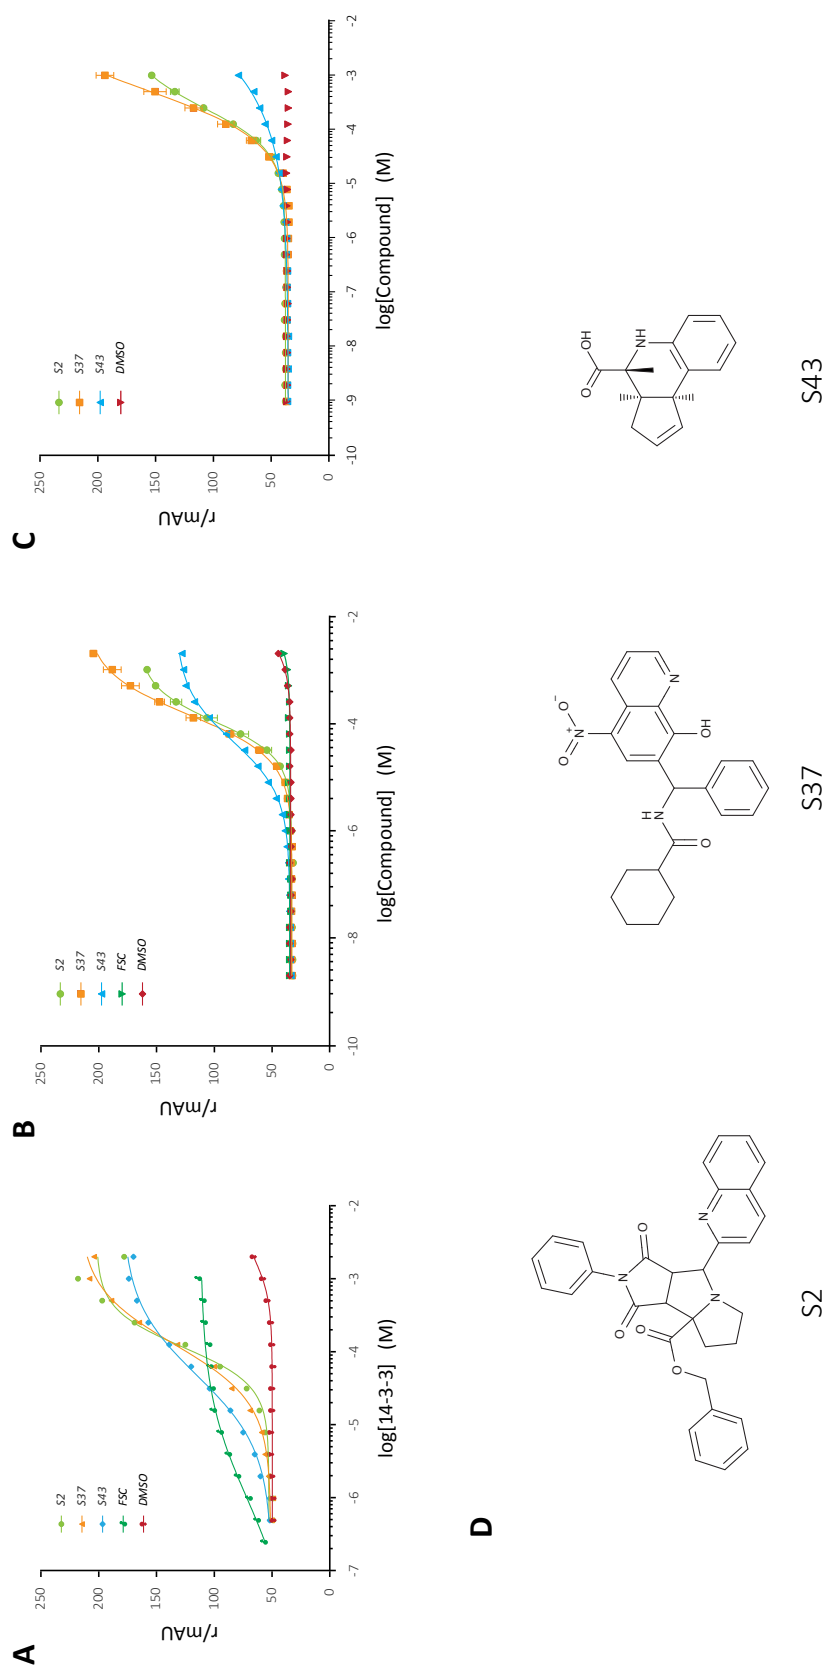 A
r/mAU
250
200
150
100
50
0
-7
-6
-5
-4
-3
-2
log[14-3-3] (M)
S2
S37
S43
FSC
DMSO
B
r/mAU
250
200
150
100
50
0
-10
-8
-6
-4
-2
log[Compound] (M)
S2
S37
S43
FSC
DMSO
C
r/mAU
250
200
150
100
50
0
-10
-9
-8
-7
-6
-5
-4
-3
-2
log[Compound] (M)
S2
S37
S43
DMSO
D
O
O
N
O
O
N
N
S2
O
H
N
O
N+
O−
OH
N
S37
O
OH
NH
S43